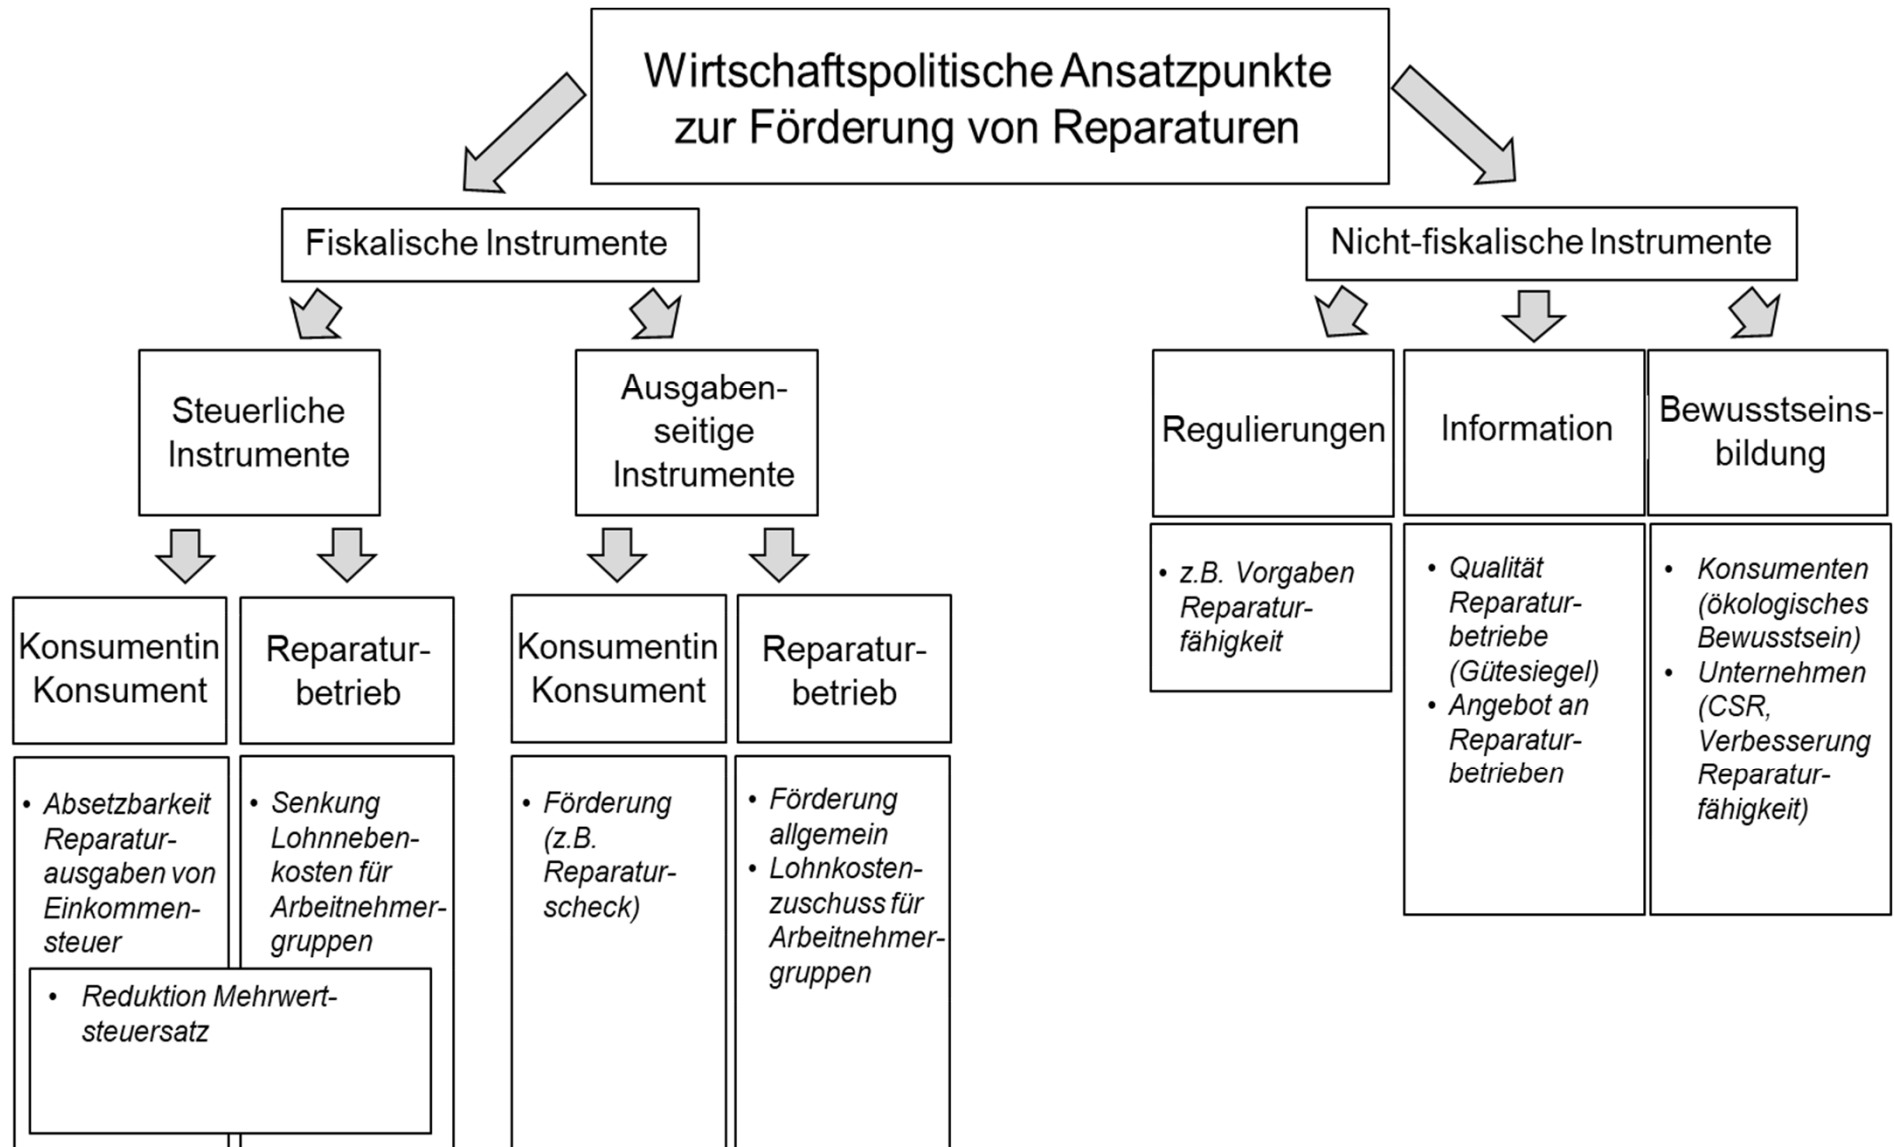 Wirtschaftspolitische Ansatzpunkte
zur Förderung von Reparaturen
Fiskalische Instrumente
Nicht-fiskalische Instrumente
Steuerliche
Instrumente
Ausgaben-
seitige
Instrumente
Regulierungen
Information
Bewusstseins-
bildung
• z.B. Vorgaben
Reparatur-
fähigkeit
• Qualität
Reparatur-
betriebe
(Gütesiegel)
• Angebot an
Reparatur-
betrieben
• Konsumenten
(ökologisches
Bewusstsein)
• Unternehmen
(CSR,
Verbesserung
Reparatur-
fähigkeit)
Konsumentin
Konsument
Reparatur-
betrieb
Konsumentin
Konsument
Reparatur-
betrieb
• Absetzbarkeit
Reparatur-
ausgaben von
Einkommen-
steuer
• Senkung
Lohnneben-
kosten für
Arbeitnehmer-
gruppen
• Reduktion Mehrwert-
steuersatz
• Förderung
(z.B.
Reparatur-
scheck)
• Förderung
allgemein
• Lohnkosten-
zuschuss für
Arbeitnehmer-
gruppen